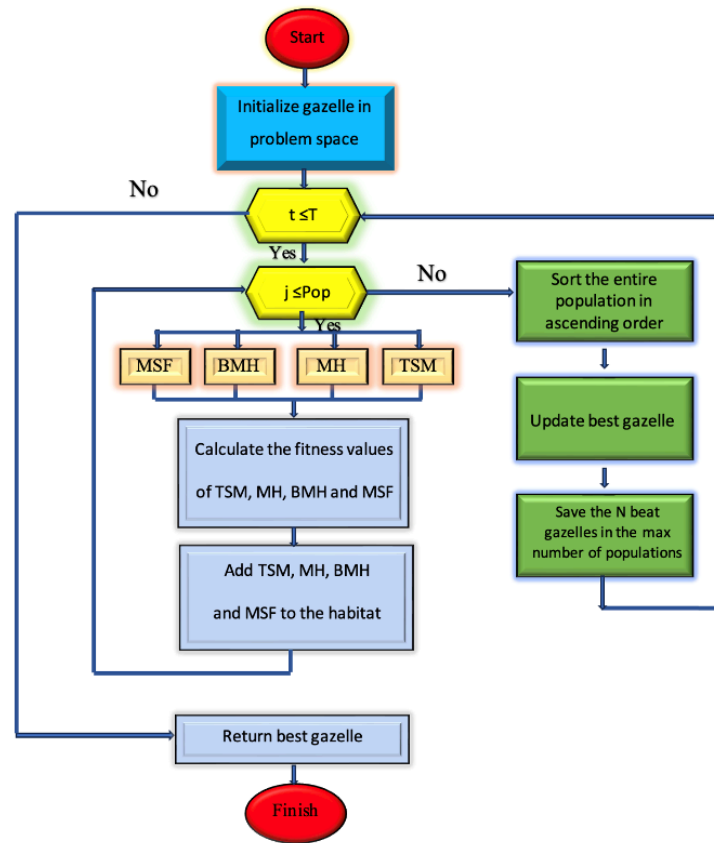 Start
Initialize gazelle in
problem space
No
t ≤T
Yes
j ≤Pop
No
Yes
MSF
BMH
MH
TSM
Calculate the fitness values
of TSM, MH, BMH and MSF
Add TSM, MH, BMH
and MSF to the habitat
Sort the entire
population in
ascending order
Update best gazelle
Save the N beat
gazelles in the max
number of populations
Return best gazelle
Finish